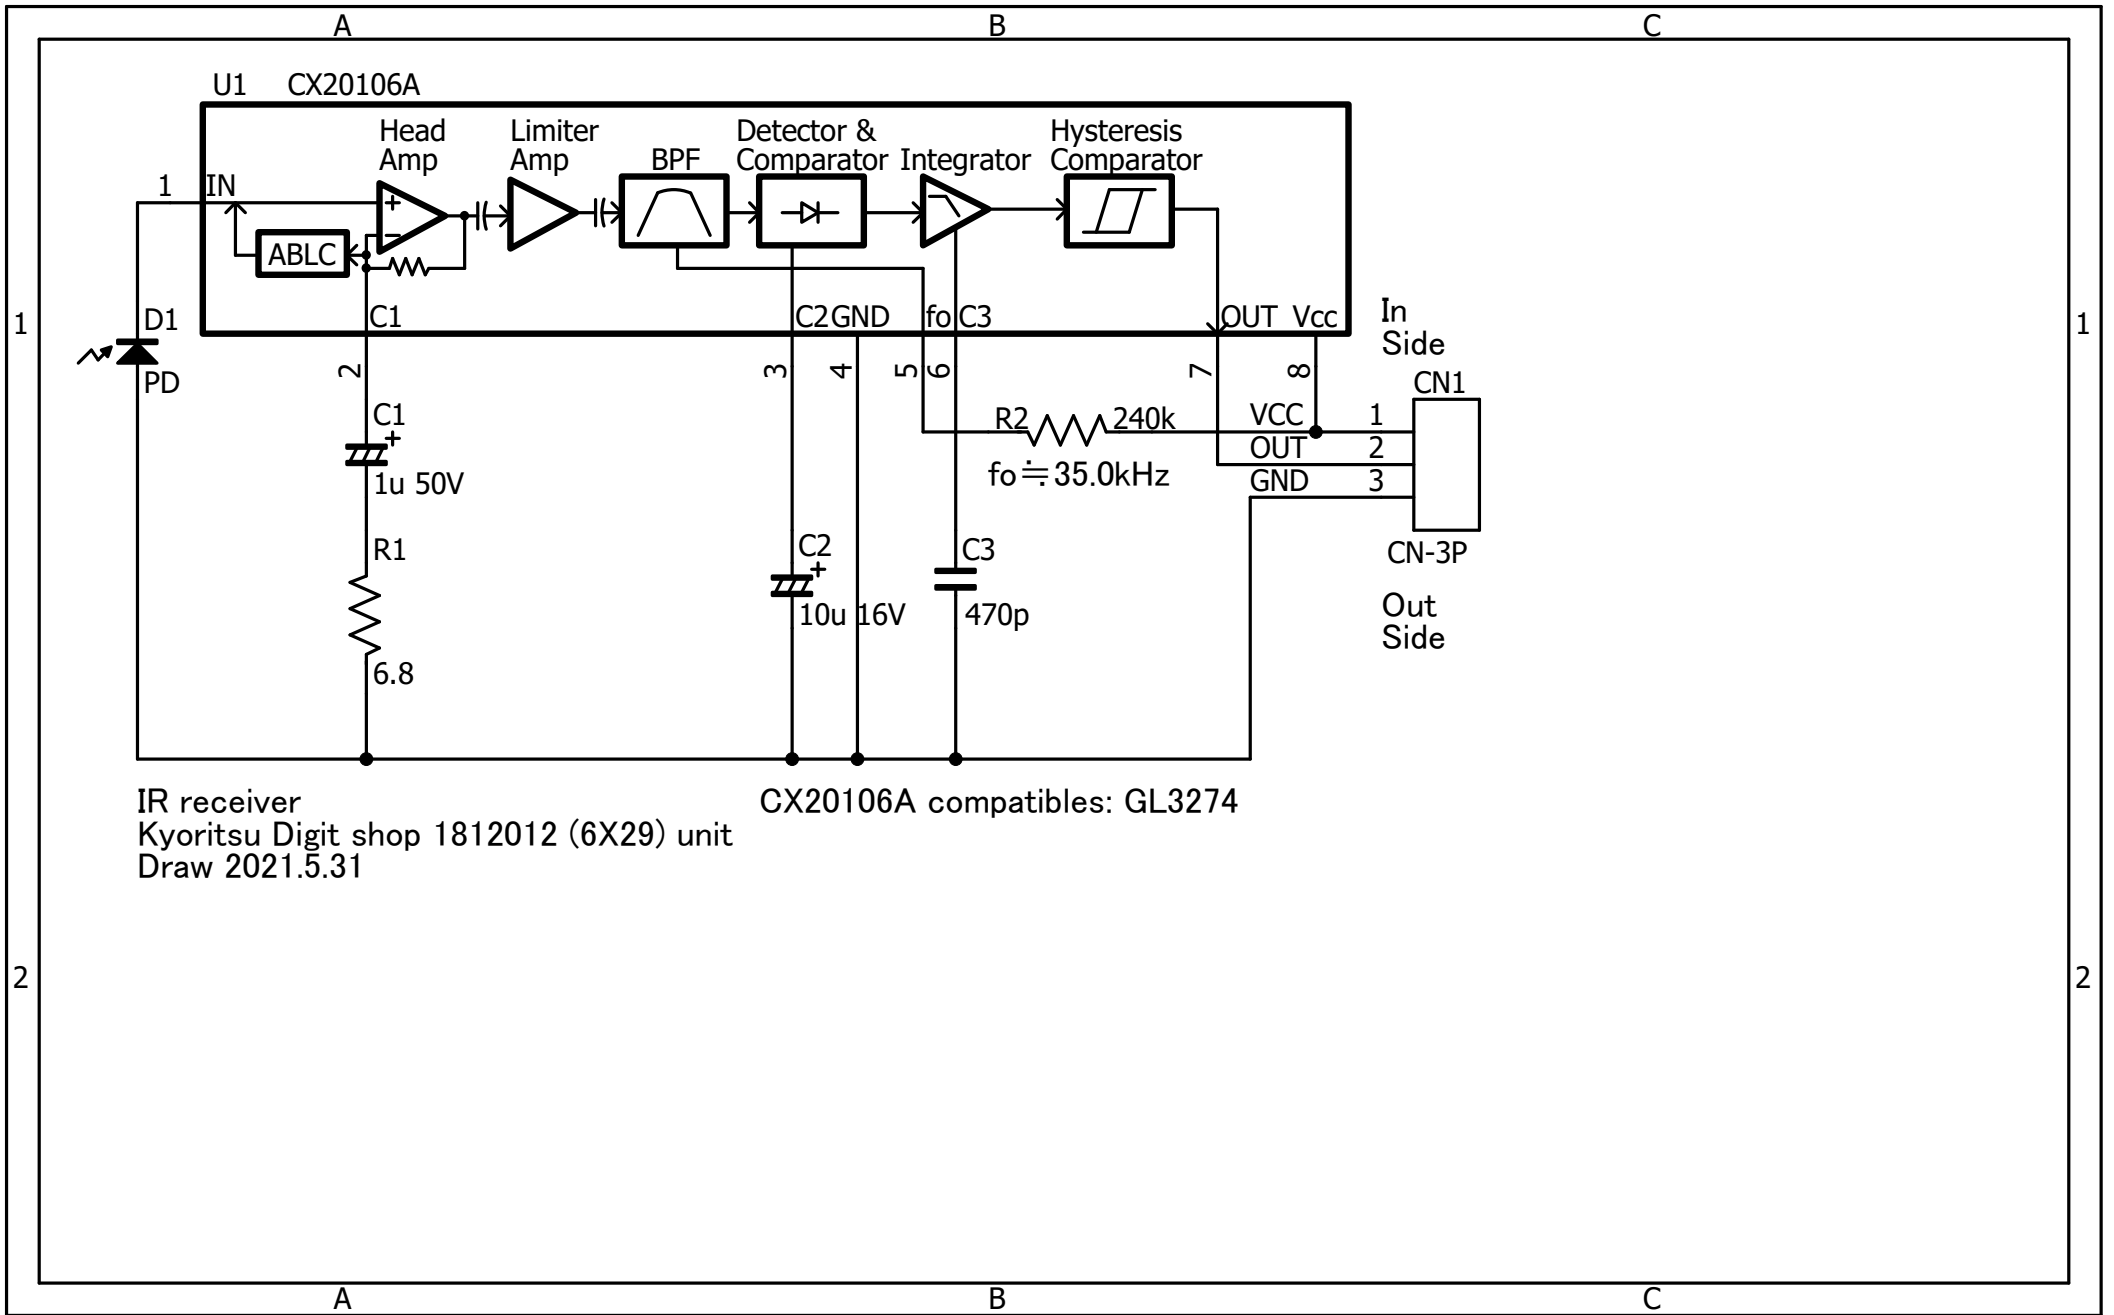 A B C
U1 CX20106A
Head Amp
Limiter Amp
BPF
Detector & Comparator
Integrator
Hysteresis Comparator
1 IN
+
−
ABLC
C1
C2 GND
fo C3
OUT Vcc
In
Side
1
1
D1
PD
2
3
4
5
6
7
8
CN1
C1
+
1u 50V
R2 240k
fo≒35.0kHz
VCC 1
OUT 2
GND 3
CN-3P
R1
6.8
C2
+
10u 16V
C3
470p
Out
Side
IR receiver
Kyoritsu Digit shop 1812012 (6X29) unit
Draw 2021.5.31
CX20106A compatibles: GL3274
2
2
A B C